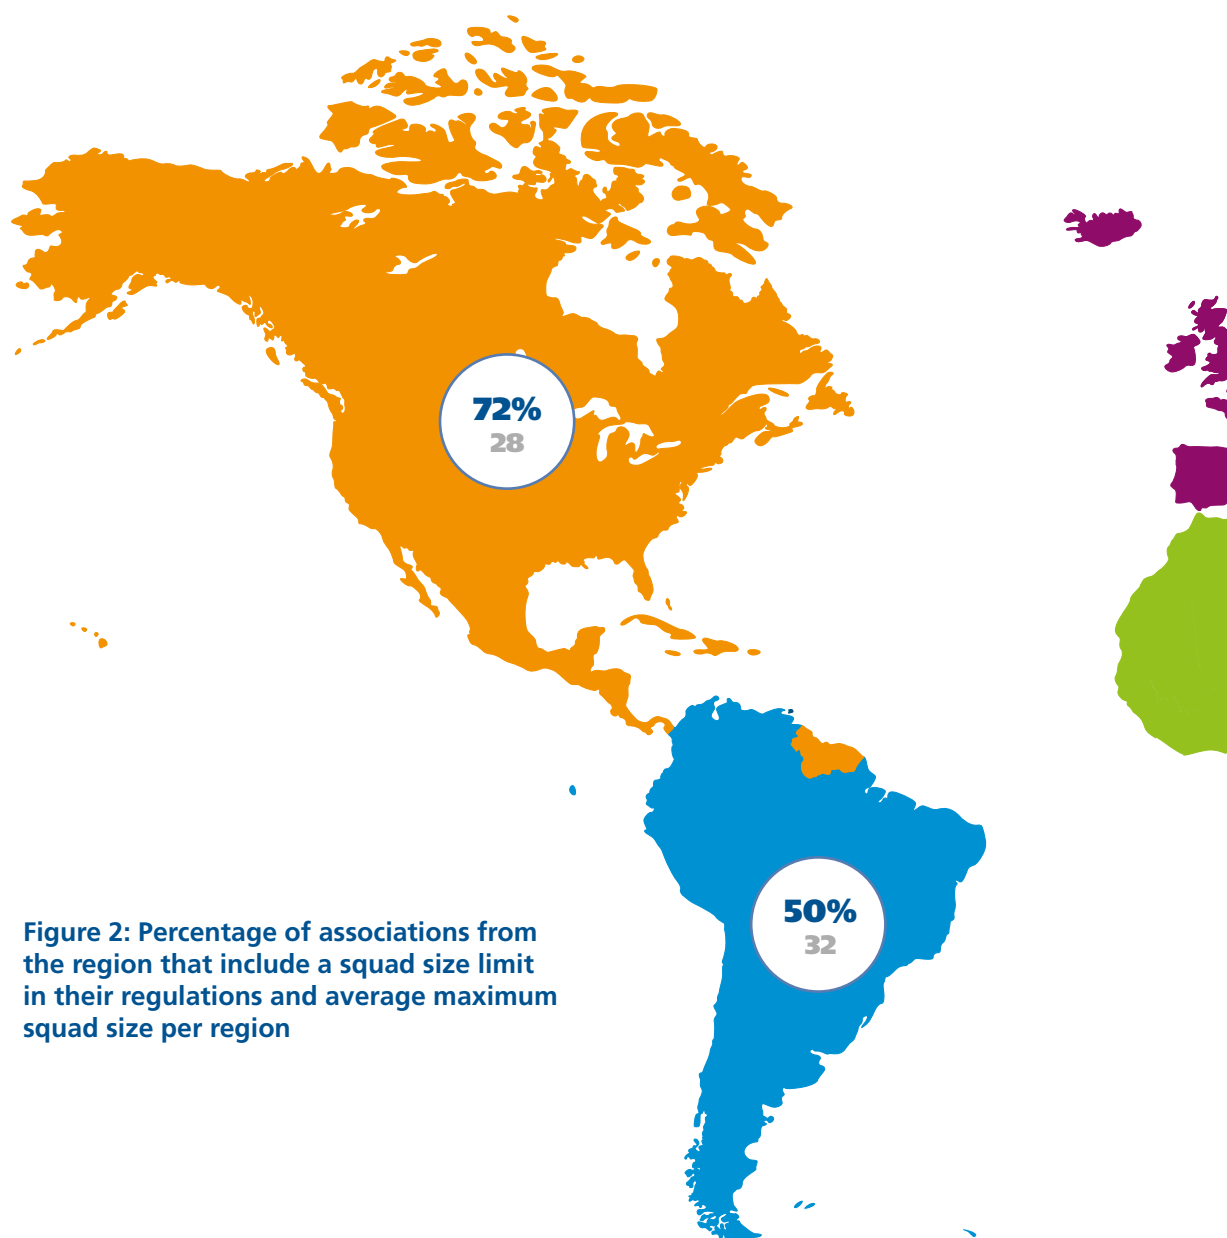 72%
28
50%
32
Figure 2: Percentage of associations from
the region that include a squad size limit
in their regulations and average maximum
squad size per region